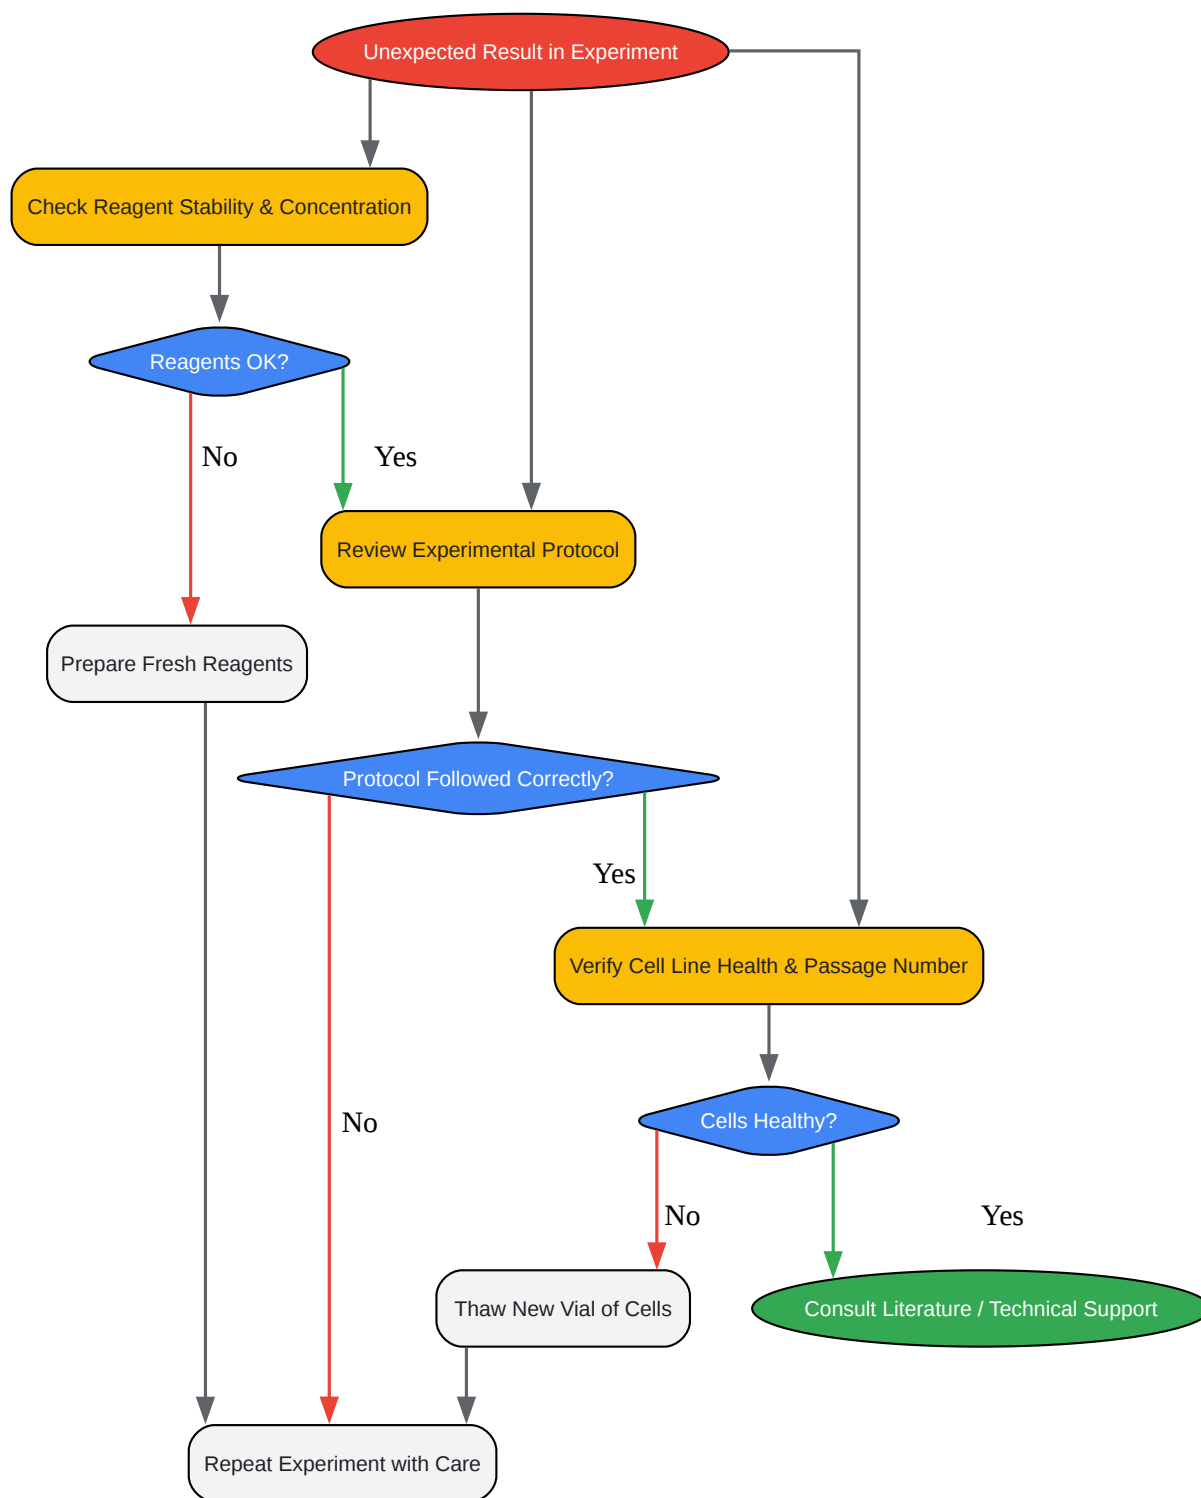 Unexpected Result in Experiment
Check Reagent Stability & Concentration
Reagents OK?
No
Yes
Review Experimental Protocol
Prepare Fresh Reagents
Protocol Followed Correctly?
Yes
Verify Cell Line Health & Passage Number
No
Cells Healthy?
No
Yes
Thaw New Vial of Cells
Consult Literature / Technical Support
Repeat Experiment with Care